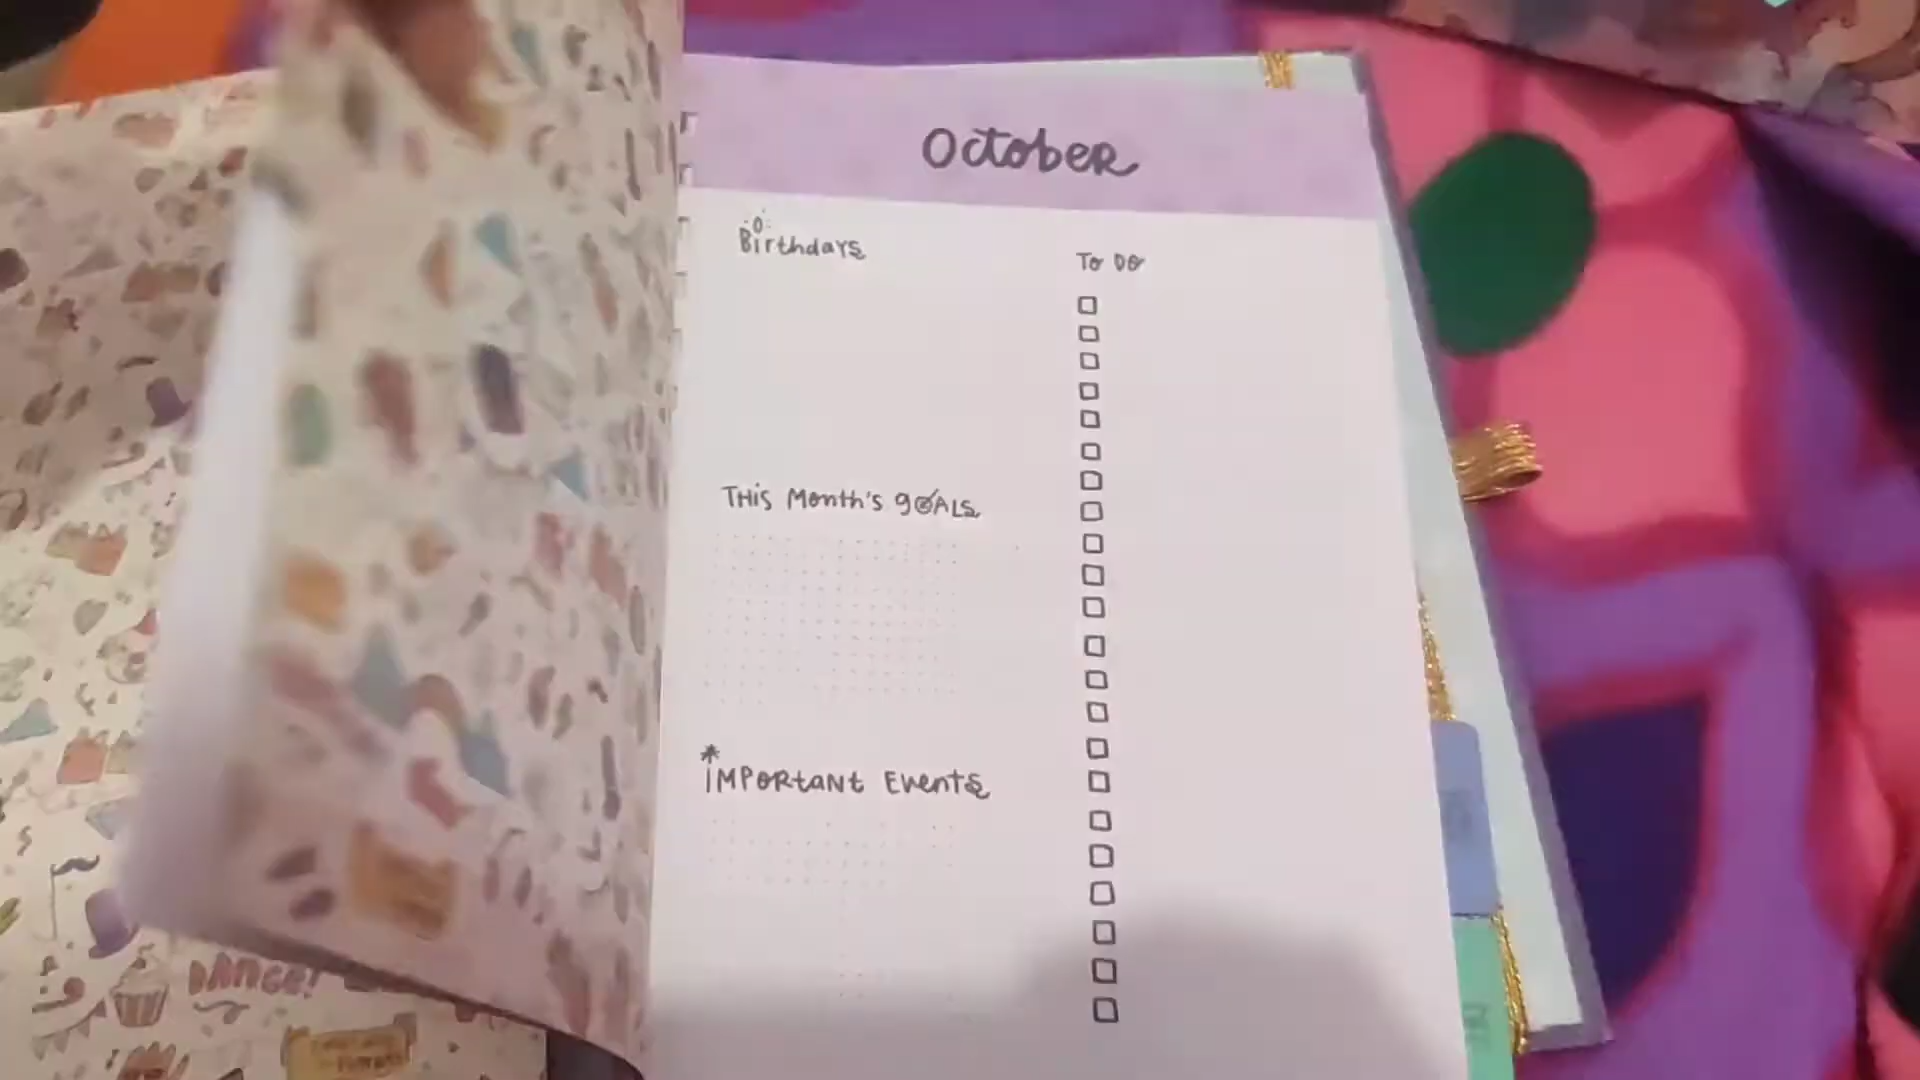 October
Birthdays
To Do
THis Month's gOALS
*
iMPORtANt EvEnts
DANCE!